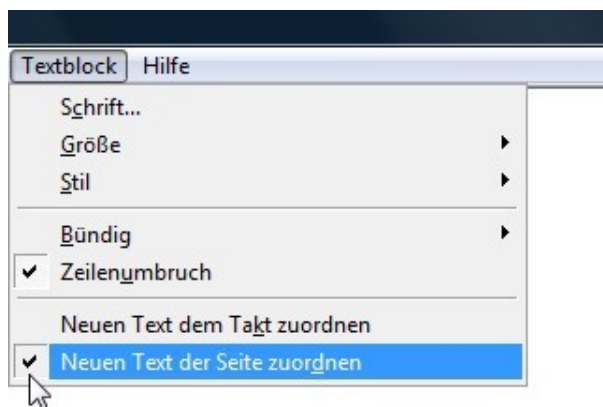 Textblock Hilfe
Schrift...
Größe
Stil
Bündig
Zeilenumbruch
Neuen Text dem Takt zuordnen
Neuen Text der Seite zuordnen